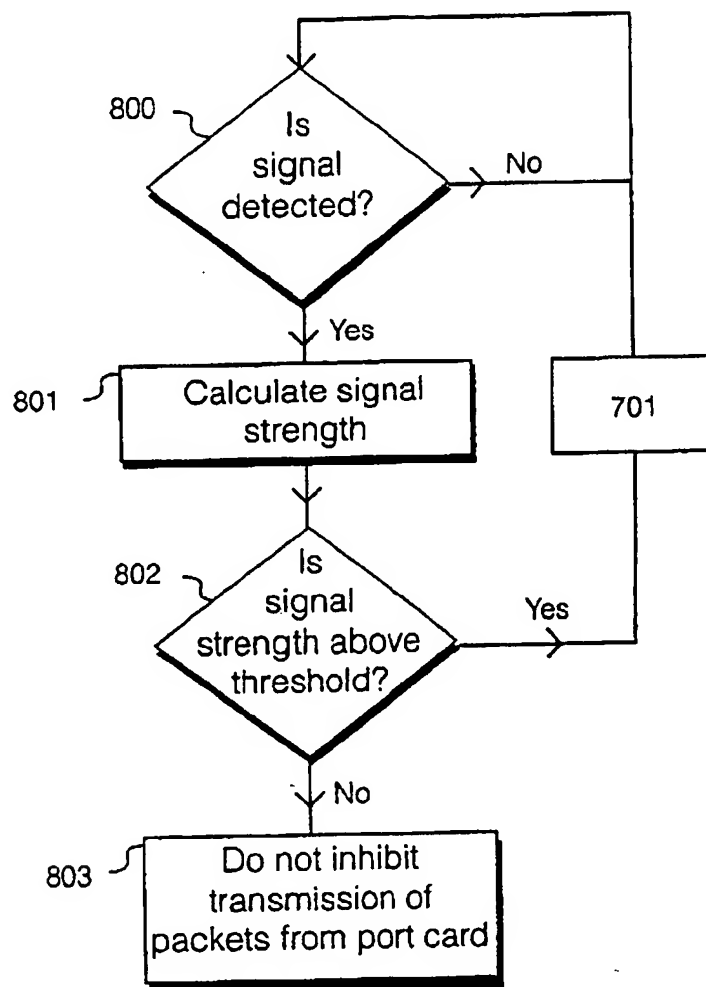 800
Is
signal
detected?
No
Yes
801
Calculate signal
strength
701
802
Is
signal
strength above
threshold?
Yes
No
803
Do not inhibit
transmission of
packets from port card